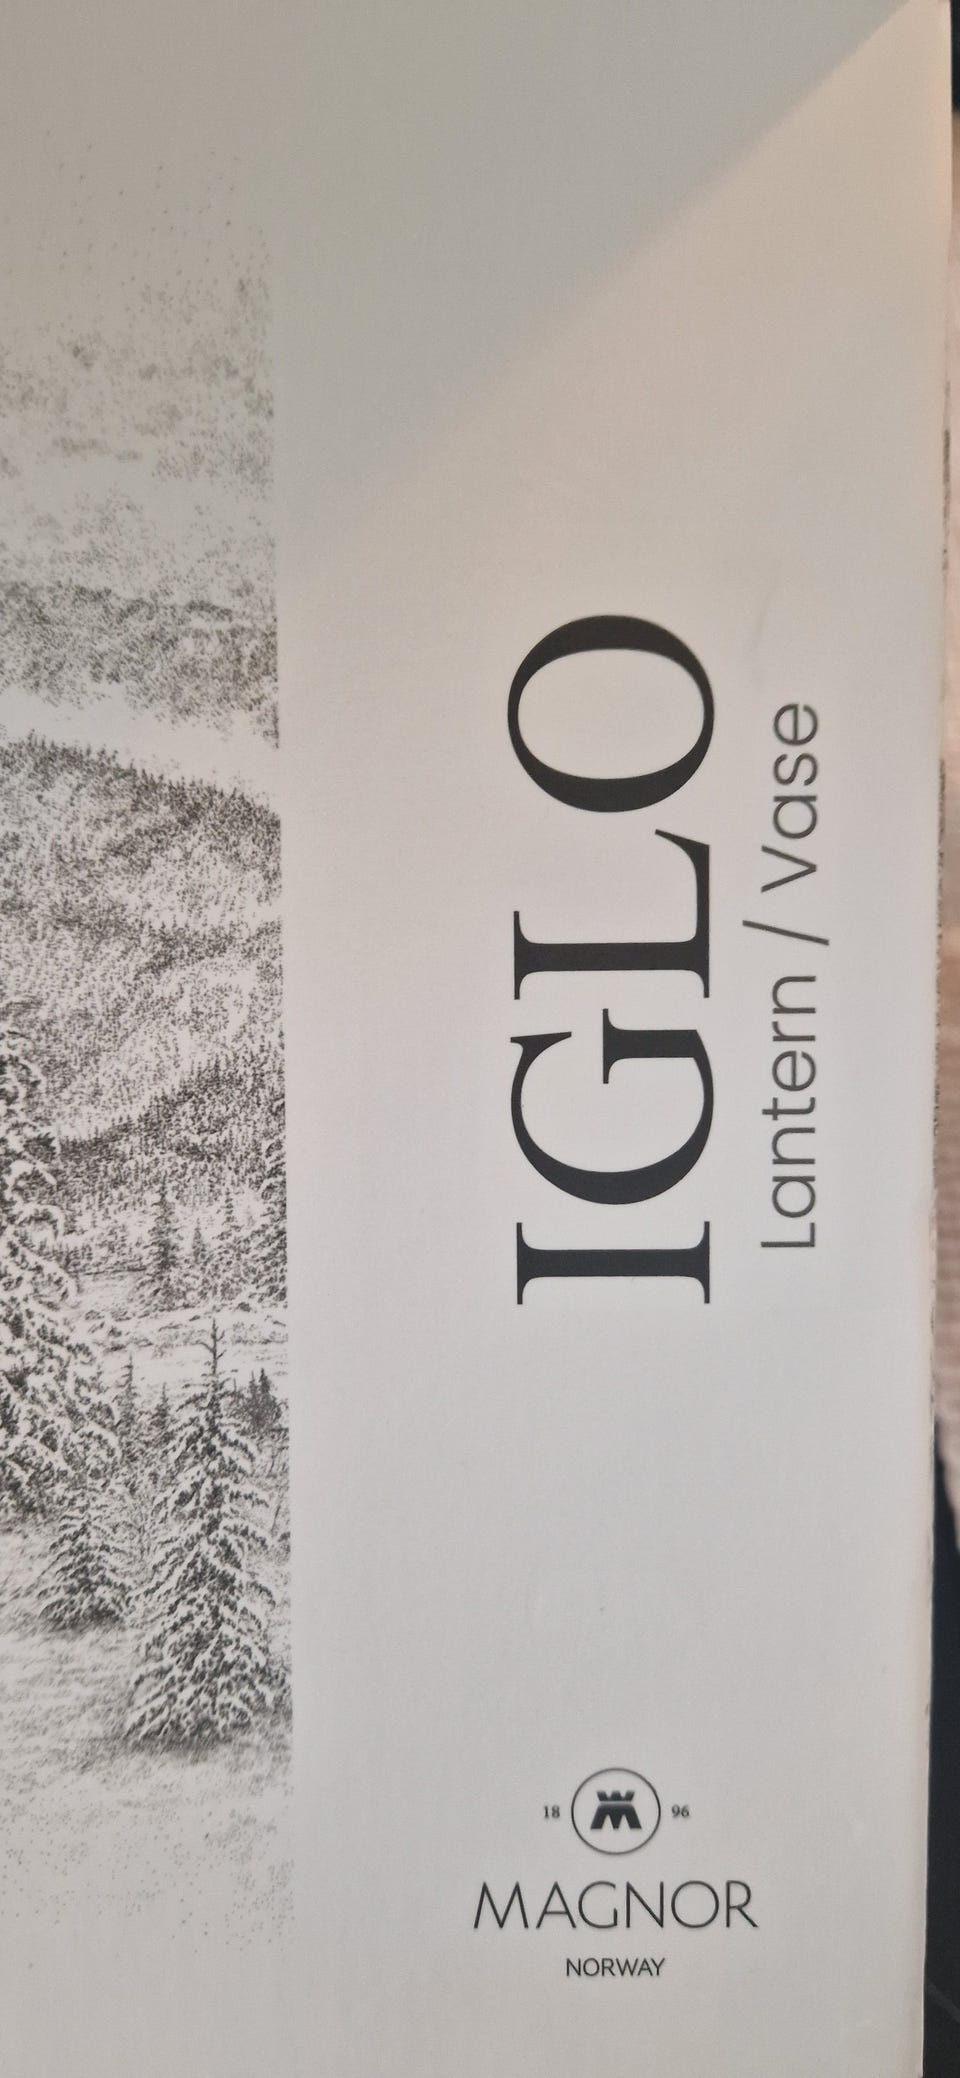 IGLO
Lantern / Vase
18 96
MAGNOR
NORWAY